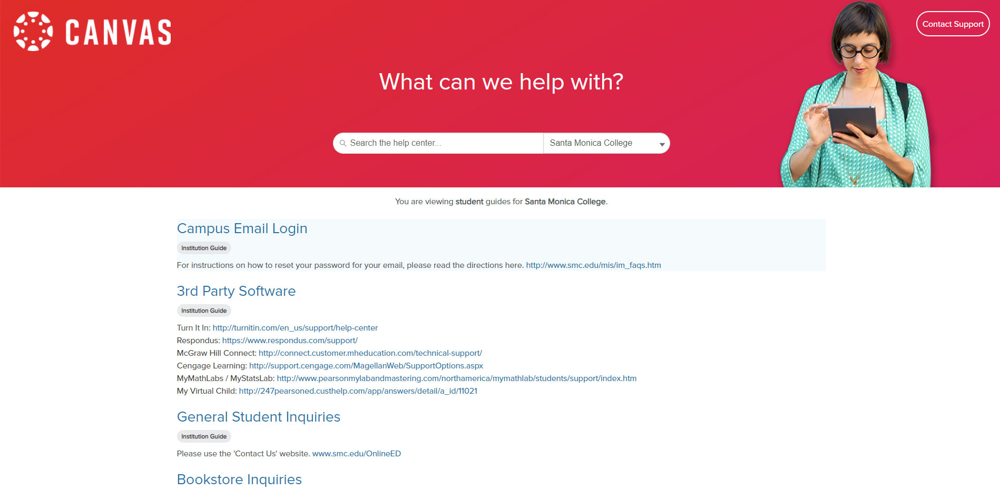 CANVAS
Contact Support
What can we help with?
Search the help center...
Santa Monica College
You are viewing student guides for Santa Monica College.
Campus Email Login
Institution Guide
For instructions on how to reset your password for your email, please read the directions here. http://www.smc.edu/mis/im_faqs.htm
3rd Party Software
Institution Guide
Turn It In: http://turnitin.com/en_us/support/help-center
Respondus: https://www.respondus.com/support/
McGraw Hill Connect: http://connect.customer.mheducation.com/technical-support/
Cengage Learning: http://support.cengage.com/MagellanWeb/SupportOptions.aspx
MyMathLabs / MyStatsLab: http://www.pearsonmylabandmastering.com/northamerica/mymathlab/students/support/index.htm
My Virtual Child: http://247pearsoned.custhelp.com/app/answers/detail/a_id/11021
General Student Inquiries
Institution Guide
Please use the 'Contact Us' website. www.smc.edu/OnlineED
Bookstore Inquiries